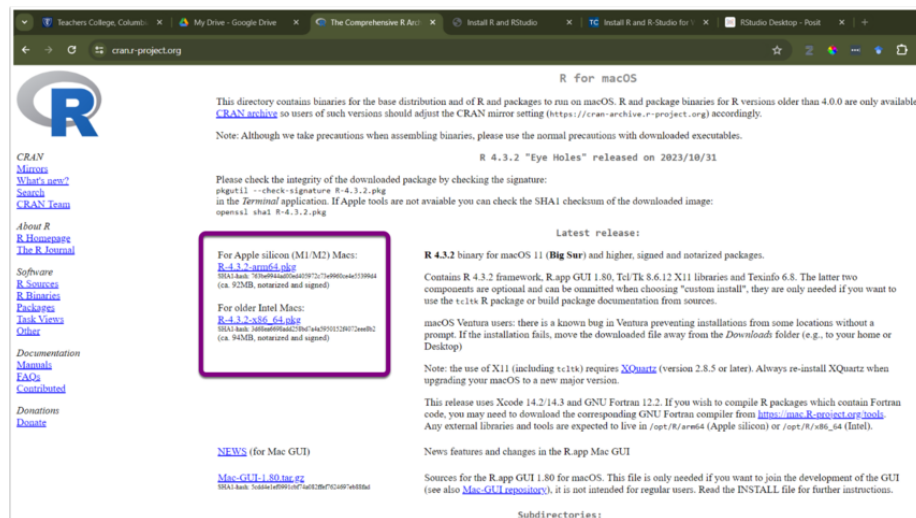 Teachers College, Columb
My Drive - Google Drive
The Comprehensive R Arch
Install R and RStudio
Install R and R-Studio for
RStudio Desktop - Posit
cran.r-project.org
R
CRAN
Mirrors
What's new?
Search
CRAN Team
About R
R Homepage
The R Journal
Software
R Sources
R Binaries
Packages
Task Views
Other
Documentation
Manuals
FAQs
Contributed
Donations
Donate
R for macOS
This directory contains binaries for the base distribution and of R and packages to run on macOS. R and package binaries for R versions older than 4.0.0 are only available
CRAN archive so users of such versions should adjust the CRAN mirror setting (https://cran-archive.r-project.org) accordingly.
Note: Although we take precautions when assembling binaries, please use the normal precautions with downloaded executables.
R 4.3.2 "Eye Holes" released on 2023/10/31
Please check the integrity of the downloaded package by checking the signature:
pkgutil --check-signature R-4.3.2.pkg
in the Terminal application. If Apple tools are not avaiable you can check the SHA1 checksum of the downloaded image:
openssl sha1 R-4.3.2.pkg
Latest release:
For Apple silicon (M1/M2) Macs:
R-4.3.2-arm64.pkg
SHA1-hash:
(ca. 92MB, notarized and signed)
For older Intel Macs:
R-4.3.2-x86_64.pkg
SHA1-hash:
(ca. 94MB, notarized and signed)
R 4.3.2 binary for macOS 11 (Big Sur) and higher, signed and notarized packages.
Contains R 4.3.2 framework, R.app GUI 1.80, Tcl/Tk 8.6.12 X11 libraries and Texinfo 6.8. The latter two
components are optional and can be ommitted when choosing "custom install", they are only needed if you want to
use the tcltk R package or build package documentation from sources.
macOS Ventura users: there is a known bug in Ventura preventing installations from some locations without a
prompt. If the installation fails, move the downloaded file away from the Downloads folder (e.g., to your home or
Desktop)
Note: the use of X11 (including tcltk) requires XQuartz (version 2.8.5 or later). Always re-install XQuartz when
upgrading your macOS to a new major version.
This release uses Xcode 14.2/14.3 and GNU Fortran 12.2. If you wish to compile R packages which contain Fortran
code, you may need to download the corresponding GNU Fortran compiler from https://mac.R-project.org/tools.
Any external libraries and tools are expected to live in /opt/R/arm64 (Apple silicon) or /opt/R/x86_64 (Intel).
NEWS (for Mac GUI)
News features and changes in the R.app Mac GUI
Mac-GUI-1.80.tar.gz
SHA1-hash:
Sources for the R.app GUI 1.80 for macOS. This file is only needed if you want to join the development of the GUI
(see also Mac-GUI repository), it is not intended for regular users. Read the INSTALL file for further instructions.
Subdirectories: